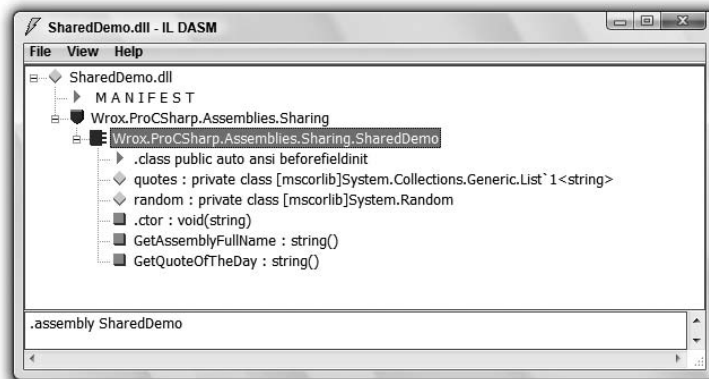 SharedDemo.dll - IL DASM
File View Help
SharedDemo.dll
M A N I F E S T
Wrox.ProCSharp.Assemblies.Sharing
Wrox.ProCSharp.Assemblies.Sharing.SharedDemo
.class public auto ansi beforefieldinit
quotes : private class [mscorlib]System.Collections.Generic.List`1<string>
random : private class [mscorlib]System.Random
.ctor : void(string)
GetAssemblyFullName : string()
GetQuoteOfTheDay : string()
.assembly SharedDemo